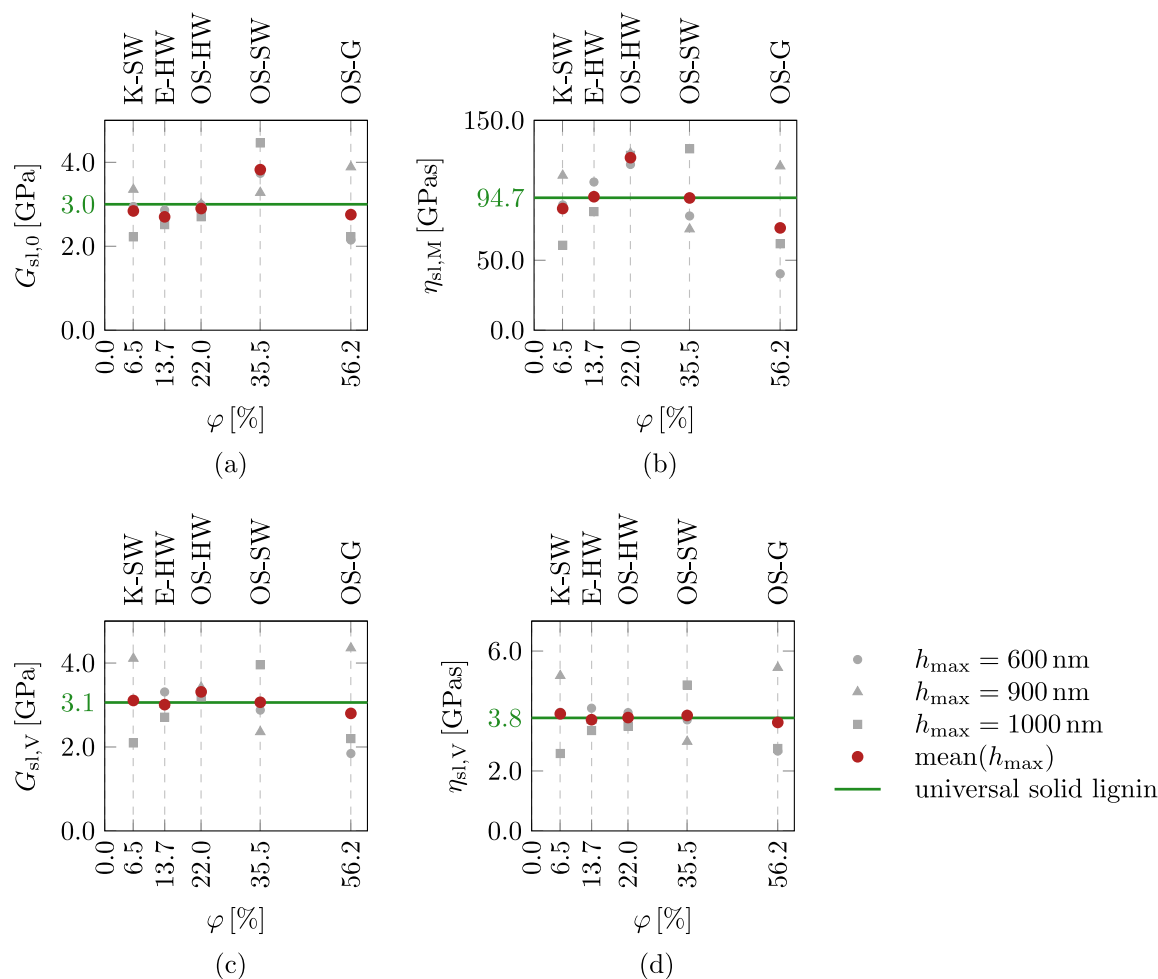 K-SW E-HW OS-HW OS-SW OS-G
G_sl,0 [GPa]
4.0
3.0
2.0
0.0
0.0 6.5 13.7 22.0 35.5 56.2
φ [%]
(a)
K-SW E-HW OS-HW OS-SW OS-G
η_sl,M [GPas]
150.0
94.7
50.0
0.0
0.0 6.5 13.7 22.0 35.5 56.2
φ [%]
(b)
K-SW E-HW OS-HW OS-SW OS-G
G_sl,V [GPa]
4.0
3.1
2.0
0.0
0.0 6.5 13.7 22.0 35.5 56.2
φ [%]
(c)
K-SW E-HW OS-HW OS-SW OS-G
η_sl,V [GPas]
6.0
3.8
2.0
0.0
0.0 6.5 13.7 22.0 35.5 56.2
φ [%]
(d)
h_max = 600 nm
h_max = 900 nm
h_max = 1000 nm
mean(h_max)
universal solid lignin